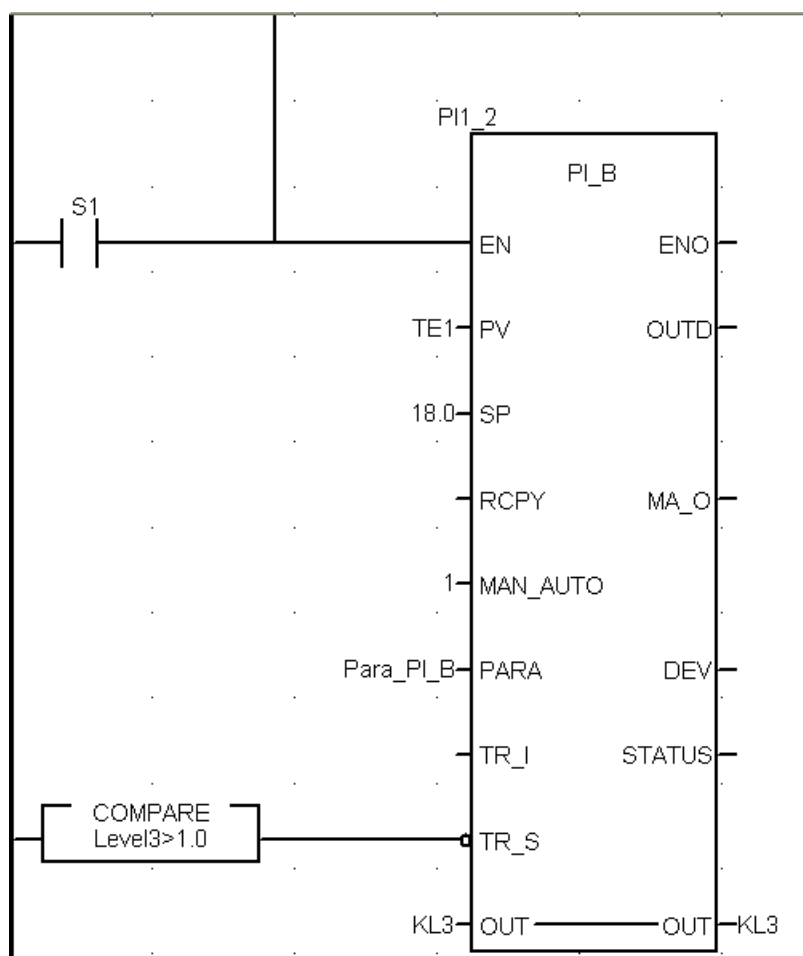 PI1_2
PI_B
S1
EN ENO
TE1 PV OUTD
18.0 SP
RCPY MA_O
1 MAN_AUTO
Para_PI_B PARA DEV
TR_I STATUS
COMPARE
Level3>1.0
TR_S
KL3 OUT OUT KL3